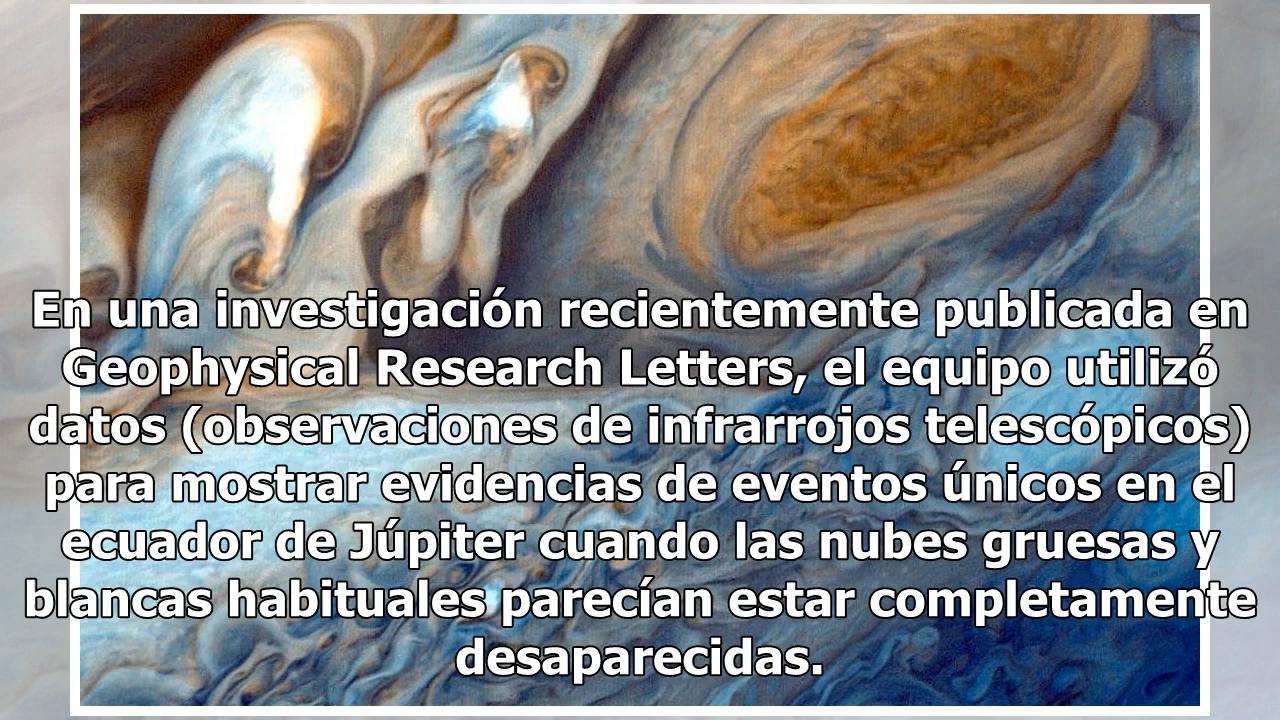 En una investigación recientemente publicada en
Geophysical Research Letters, el equipo utilizó
datos (observaciones de infrarrojos telescópicos)
para mostrar evidencias de eventos únicos en el
ecuador de Júpiter cuando las nubes gruesas y
blancas habituales parecían estar completamente
desaparecidas.